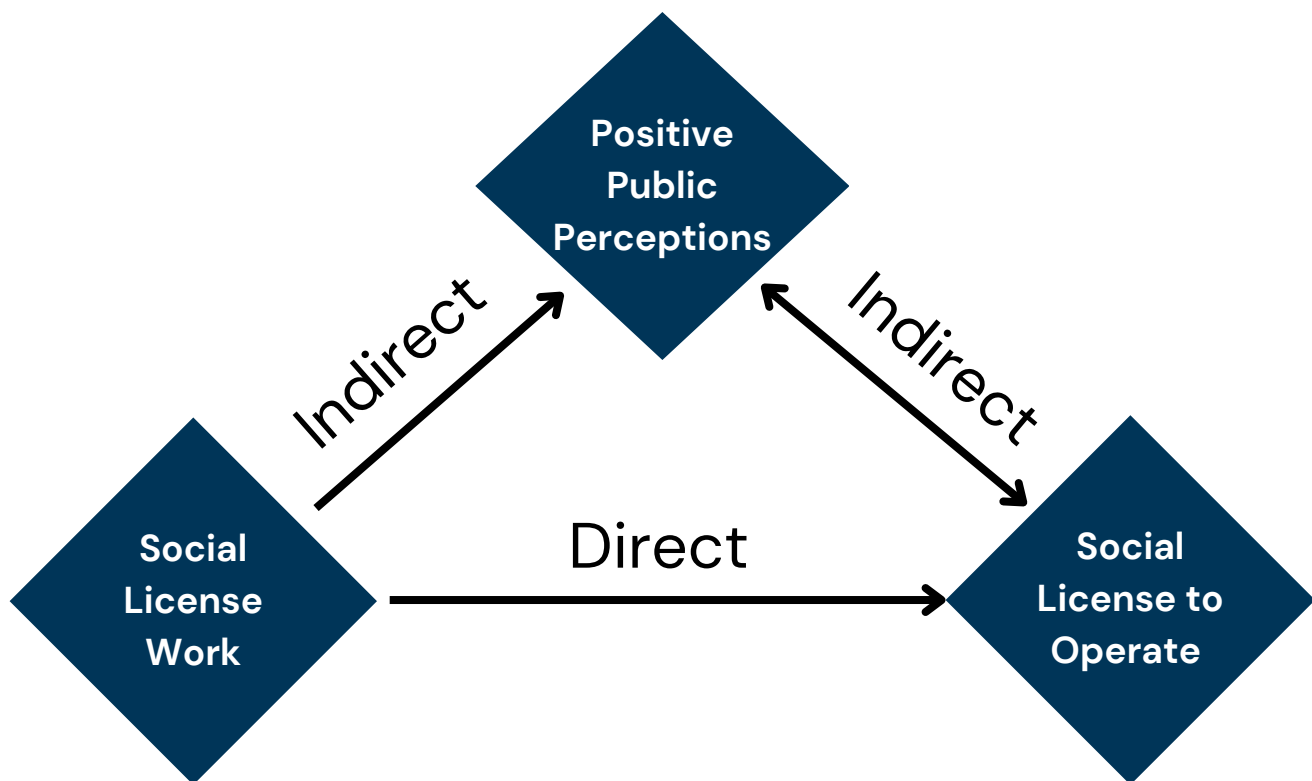 Positive
Public
Perceptions
Indirect
Indirect
Direct
Social
License
Work
Social
License to
Operate